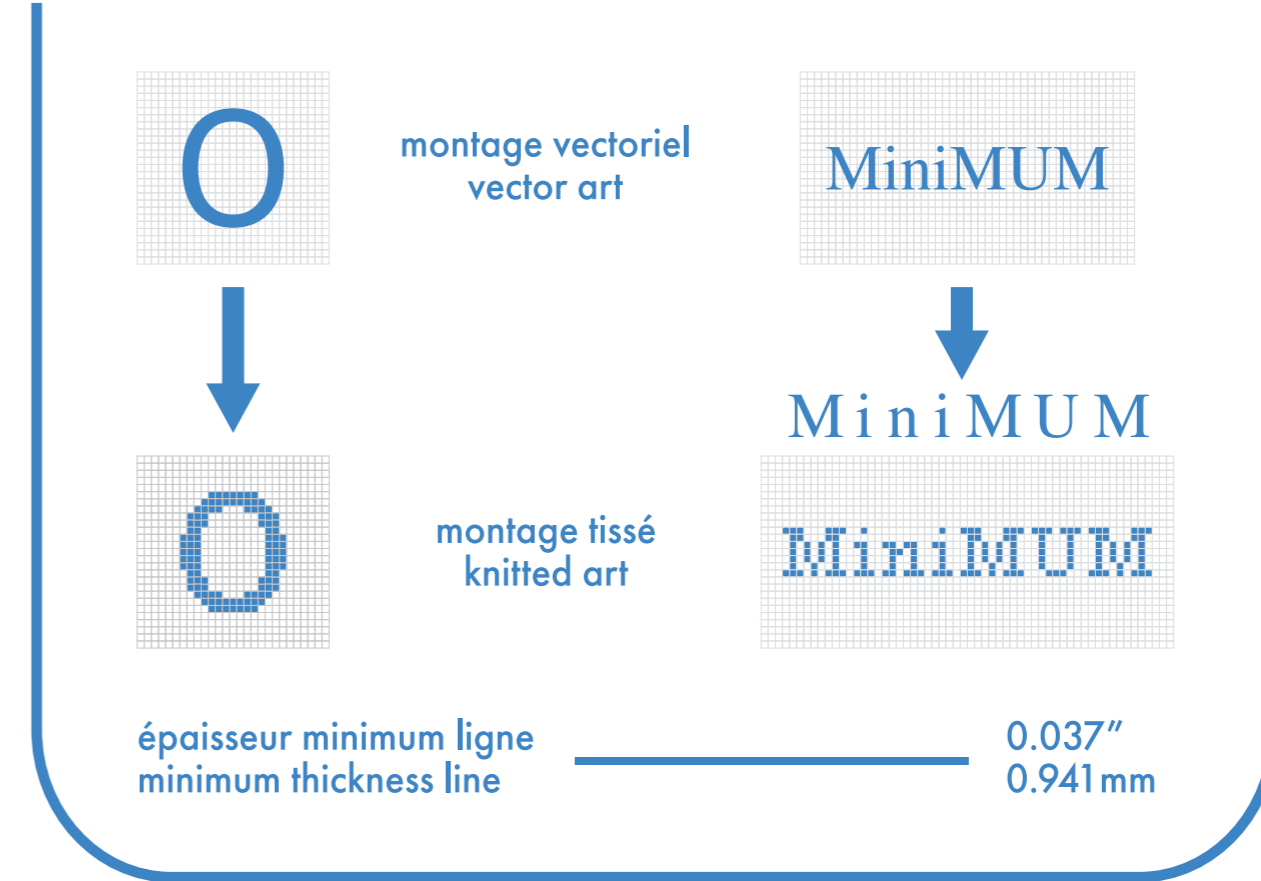 O
montage vectoriel
vector art
MiniMUM
MiniMUM
O
montage tissé
knitted art
MiniMUM
épaisseur minimum ligne
minimum thickness line
0.037"
0.941mm